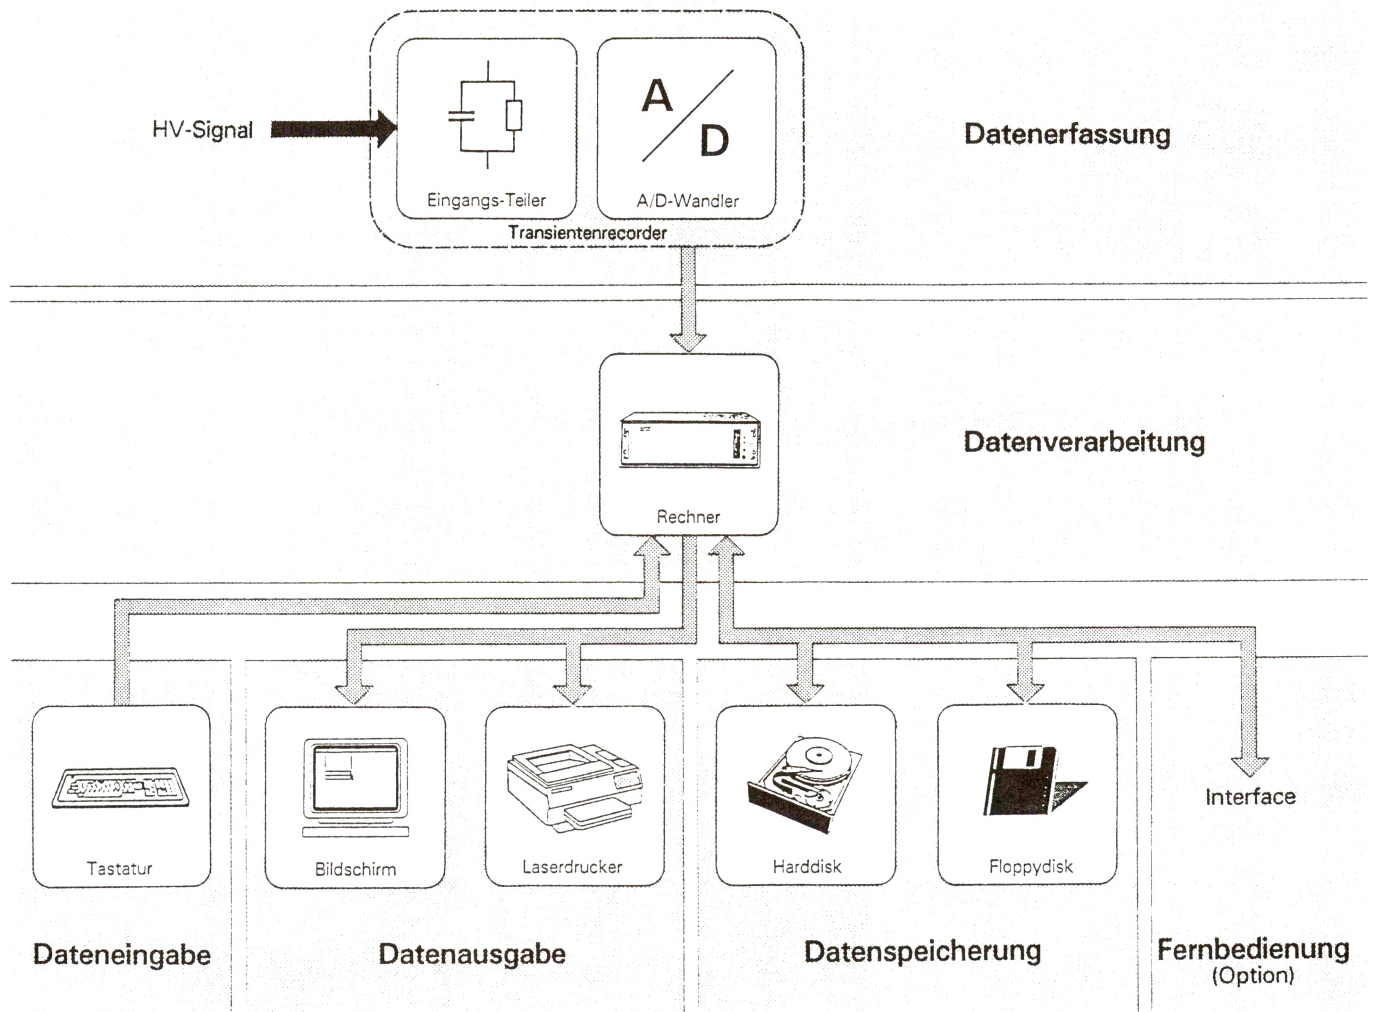 HV-Signal
A
D
Eingangs-Teiler
A/D-Wandler
Transientenrecorder
Datenerfassung
Rechner
Datenverarbeitung
Tastatur
Bildschirm
Laserdrucker
Harddisk
Floppydisk
Interface
Dateneingabe
Datenausgabe
Datenspeicherung
Fernbedienung
(Option)